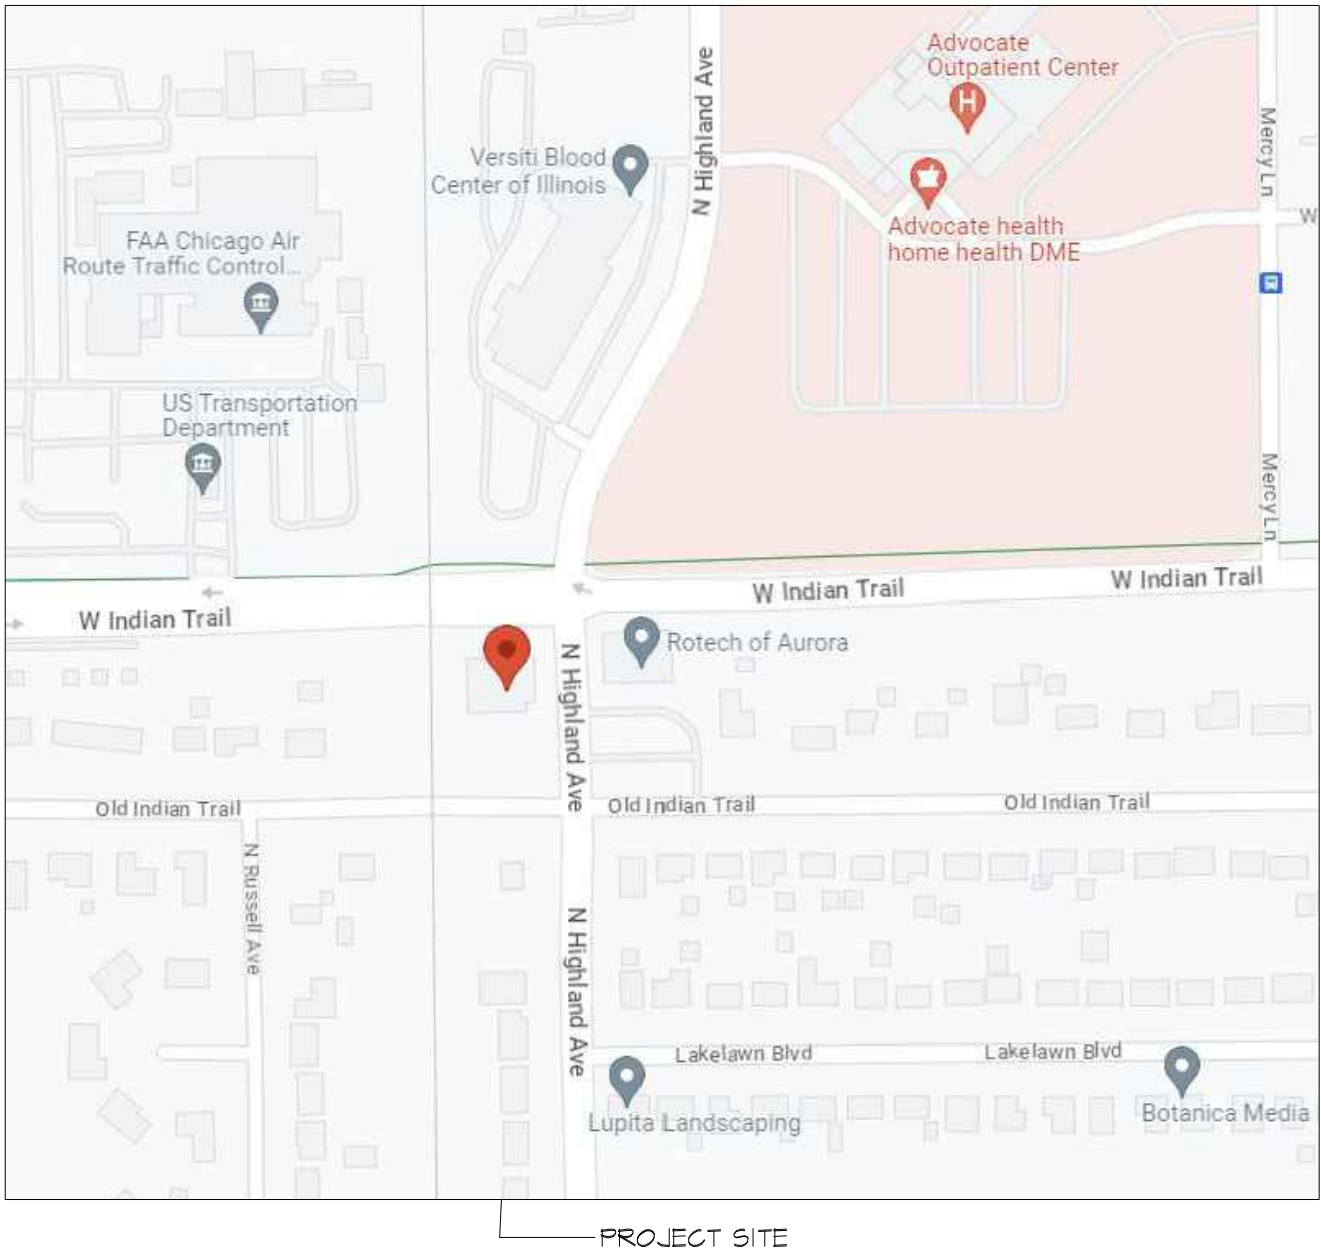 Advocate
Outpatient Center
H
N Highland Ave
Mercy Ln
Versiti Blood
Center of Illinois
W
Advocate health
home health DME
FAA Chicago Air
Route Traffic Control...
US Transportation
Department
Mercy Ln
W Indian Trail
W Indian Trail
W Indian Trail
Rotech of Aurora
N Highland Ave
Old Indian Trail
Old Indian Trail
Old Indian Trail
N Russell Ave
N Highland Ave
Lakelawn Blvd
Lakelawn Blvd
Lupita Landscaping
Botanica Media
PROJECT SITE